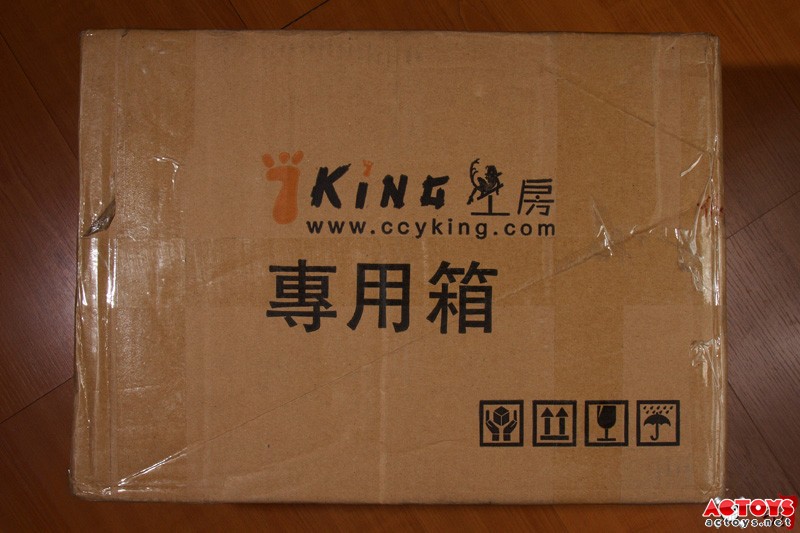 KiNG 工房
www.ccyking.com
專用箱
ACTOYS
actoys.net